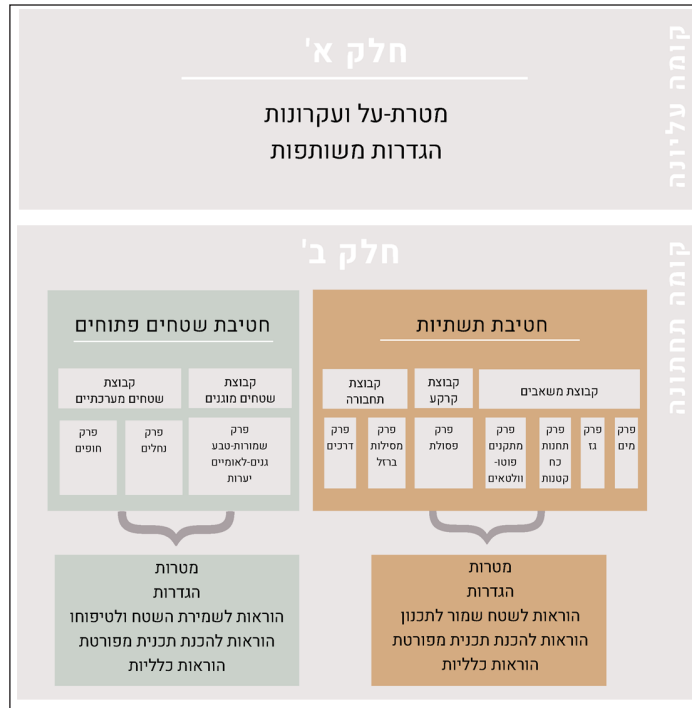 קומה עליונה
חלק א'
מטרת-על ועקרונות
הגדרות משותפות
קומה תחתונה
חלק ב'
חטיבת תשתיות
קבוצת משאבים
קבוצת
קרקע
קבוצת
תחבורה
פרק
מים
פרק
גז
פרק
תחנות
כח
קטנות
פרק
מתקנים
פוטו-
וולטאים
פרק
פסולת
פרק
מסילות
ברזל
פרק
דרכים
מטרות
הגדרות
הוראות לשטח שמור לתכנון
הוראות להכנת תכנית מפורטת
הוראות כלליות
חטיבת שטחים פתוחים
קבוצת
שטחים מוגנים
קבוצת
שטחים מערכתיים
פרק
שמורות-טבע
גנים-לאומיים
יערות
פרק
נחלים
פרק
חופים
מטרות
הגדרות
הוראות לשמירת השטח ולטיפוחו
הוראות להכנת תכנית מפורטת
הוראות כלליות